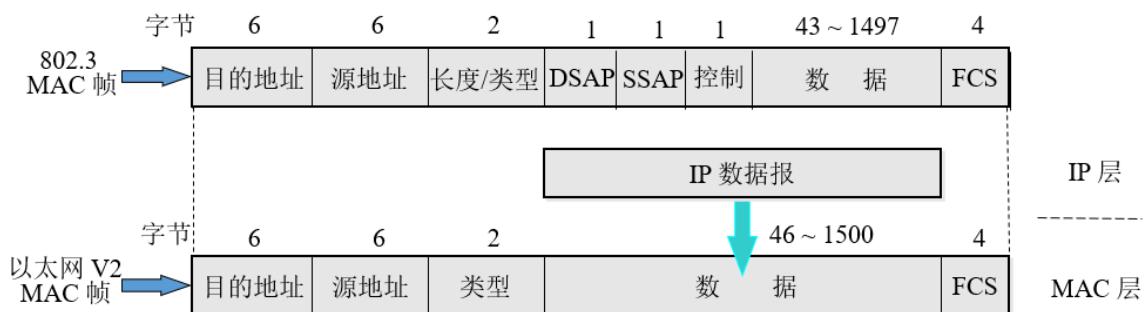 字节 6 6 2 1 1 1 43 ~ 1497 4
802.3
MAC 帧
目的地址 源地址 长度/类型 DSAP SSAP 控制 数 据 FCS
IP 数据报
IP 层
字节 6 6 2 46 ~ 1500 4
以太网 V2
MAC 帧
目的地址 源地址 类型 数 据 FCS
MAC 层